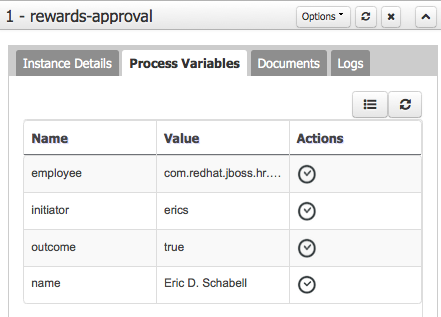 1 - rewards-approval
Options
Instance Details Process Variables Documents Logs
Name Value Actions
employee com.redhat.jboss.hr....
initiator erics
outcome true
name Eric D. Schabell